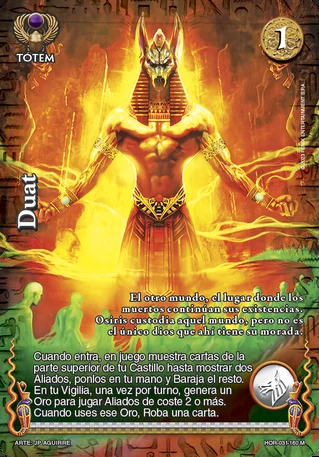 TÓTEM
1
Duat
El otro mundo, el lugar donde los
muertos continúan sus existencias.
Osiris custodia aquel mundo, pero no es
el único dios que ahí tiene su morada.
Cuando entra, en juego muestra cartas de la
parte superior de tu Castillo hasta mostrar dos
Aliados, ponlos en tu mano y Baraja el resto.
En tu Vigilia, una vez por turno, genera un
Oro para jugar Aliados de coste 2 o más.
Cuando uses ese Oro, Roba una carta.
ARTE: JP AGUIRRE
HOR-031-160 M